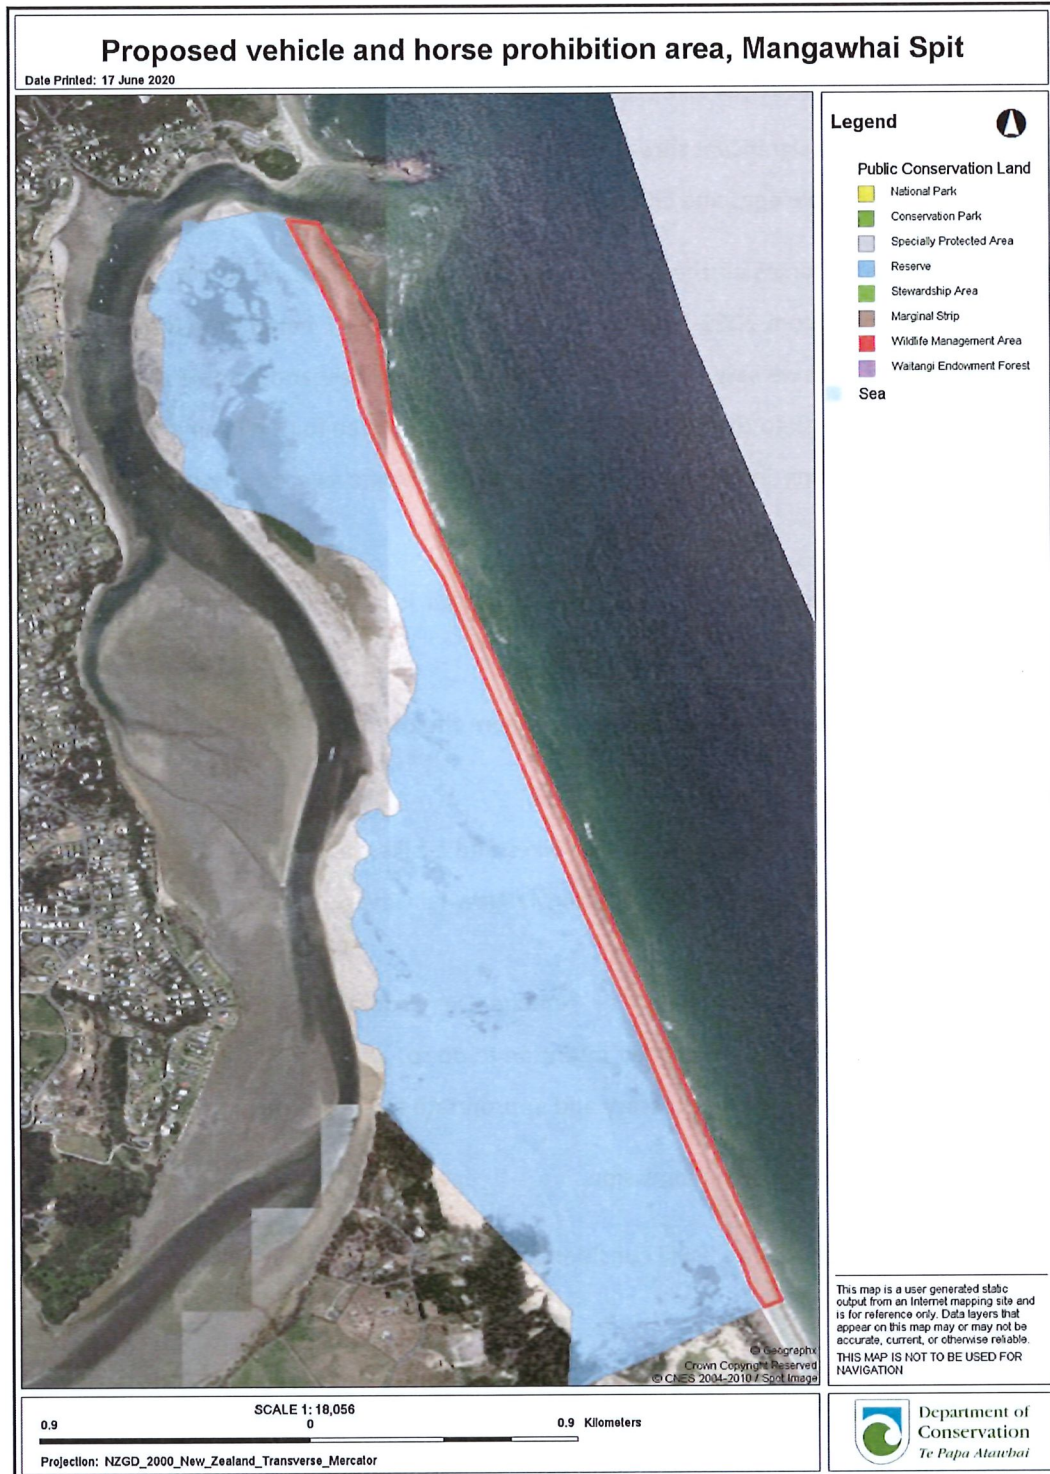 Proposed vehicle and horse prohibition area, Mangawhai Spit
Date Printed: 17 June 2020
Legend
Public Conservation Land
National Park
Conservation Park
Specially Protected Area
Reserve
Stewardship Area
Marginal Strip
Wildlife Management Area
Waitangi Endowment Forest
Sea
© Geographx
Crown Copyright Reserved
© CNES 2004-2010 / Spot Image
This map is a user generated static
output from an Internet mapping site and
is for reference only. Data layers that
appear on this map may or may not be
accurate, current, or otherwise reliable.
THIS MAP IS NOT TO BE USED FOR
NAVIGATION
SCALE 1: 18,056
0.9 0 0.9 Kilometers
Projection: NZGD_2000_New_Zealand_Transverse_Mercator
Department of
Conservation
Te Papa Atawhai